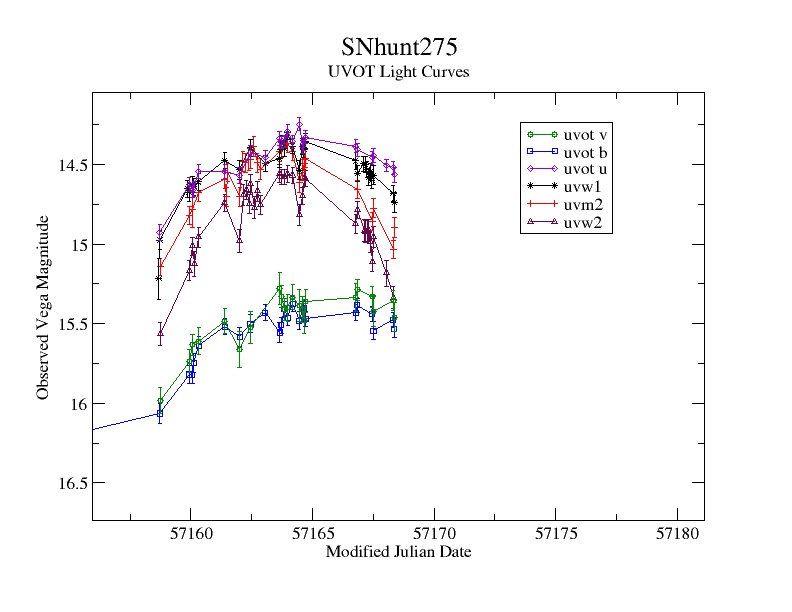 SNhunt275
UVOT Light Curves
Observed Vega Magnitude
14.5
15
15.5
16
16.5
uvot v
uvot b
uvot u
uvw1
uvm2
uvw2
57160 57165 57170 57175 57180
Modified Julian Date